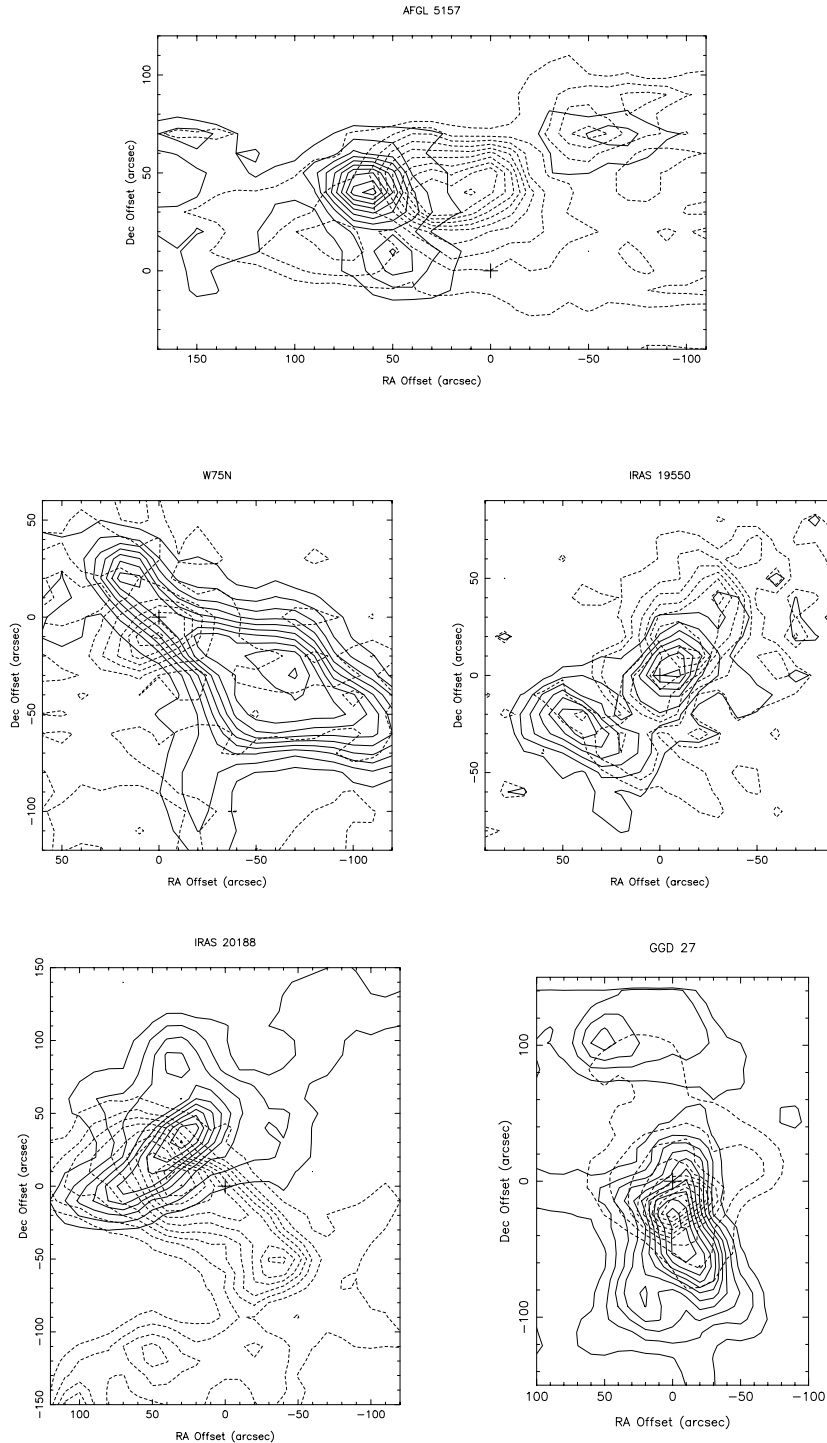 AFGL 5157
100
50
0
Dec Offset (arcsec)
150 100 50 0 −50 −100
RA Offset (arcsec)
W75N
50
0
−50
−100
Dec Offset (arcsec)
50 0 −50 −100
RA Offset (arcsec)
IRAS 19550
50
0
−50
Dec Offset (arcsec)
50 0 −50
RA Offset (arcsec)
IRAS 20188
150
100
50
0
−50
−100
−150
Dec Offset (arcsec)
100 50 0 −50 −100
RA Offset (arcsec)
GGD 27
100
0
−100
Dec Offset (arcsec)
100 50 0 −50 −100
RA Offset (arcsec)